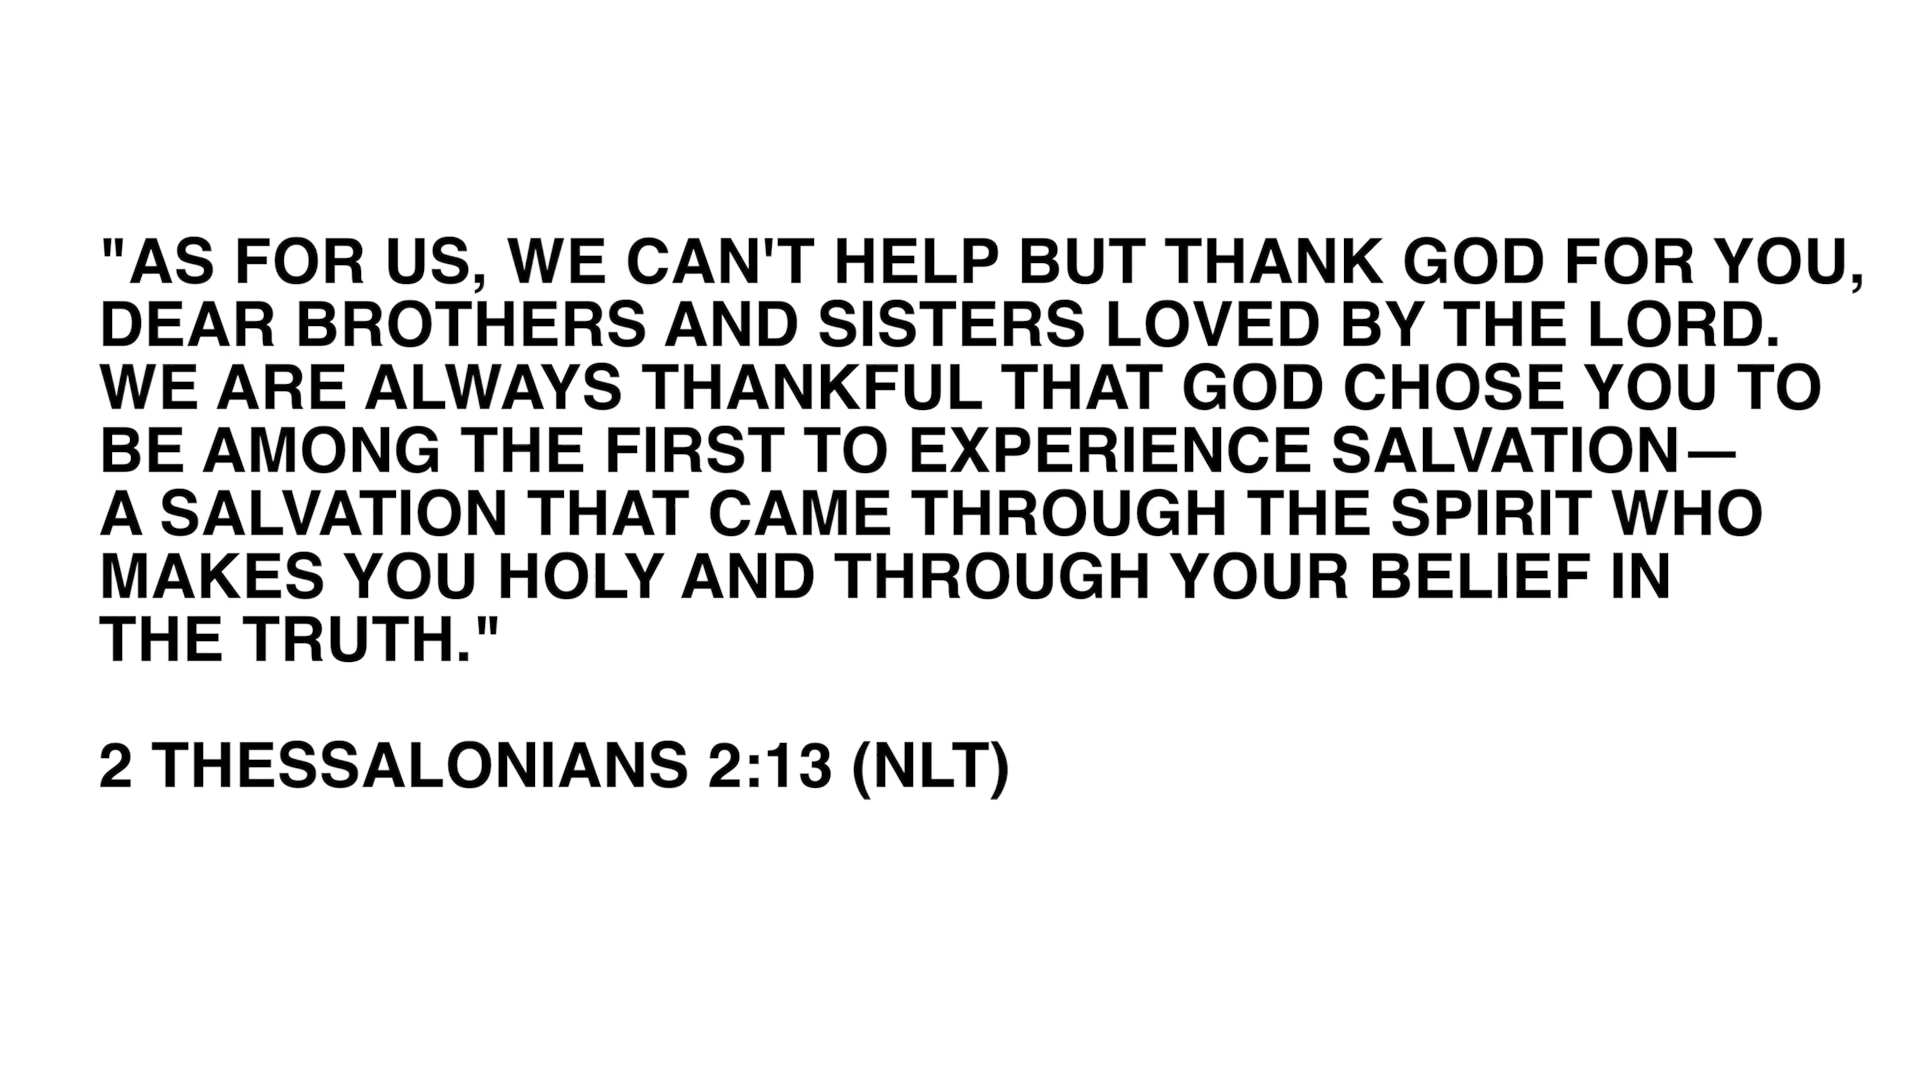 "AS FOR US, WE CAN'T HELP BUT THANK GOD FOR YOU,
DEAR BROTHERS AND SISTERS LOVED BY THE LORD.
WE ARE ALWAYS THANKFUL THAT GOD CHOSE YOU TO
BE AMONG THE FIRST TO EXPERIENCE SALVATION—
A SALVATION THAT CAME THROUGH THE SPIRIT WHO
MAKES YOU HOLY AND THROUGH YOUR BELIEF IN
THE TRUTH."
2 THESSALONIANS 2:13 (NLT)